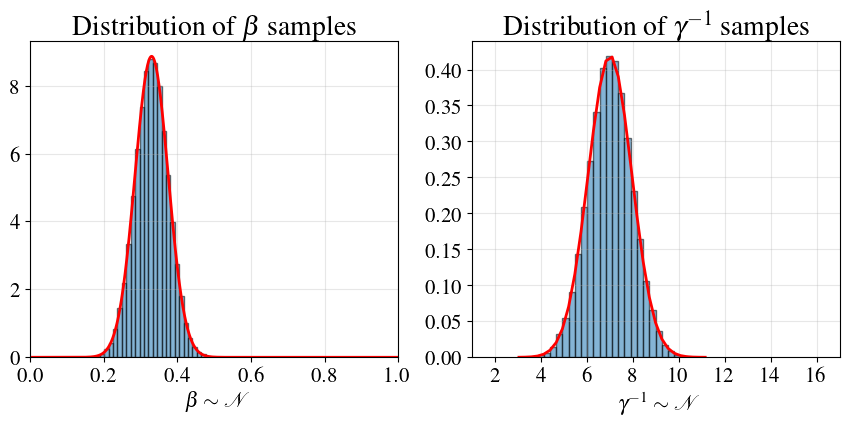 Distribution of β samples
8
6
4
2
0
0.0 0.2 0.4 0.6 0.8 1.0
β ∼ 𝒩
Distribution of γ⁻¹ samples
0.40
0.35
0.30
0.25
0.20
0.15
0.10
0.05
0.00
2 4 6 8 10 12 14 16
γ⁻¹ ∼ 𝒩